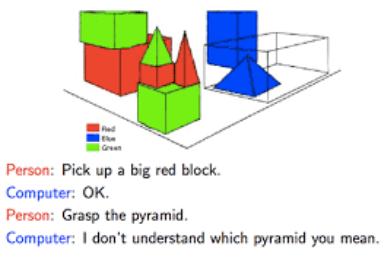 Red
Blue
Green
Person: Pick up a big red block.
Computer: OK.
Person: Grasp the pyramid.
Computer: I don't understand which pyramid you mean.